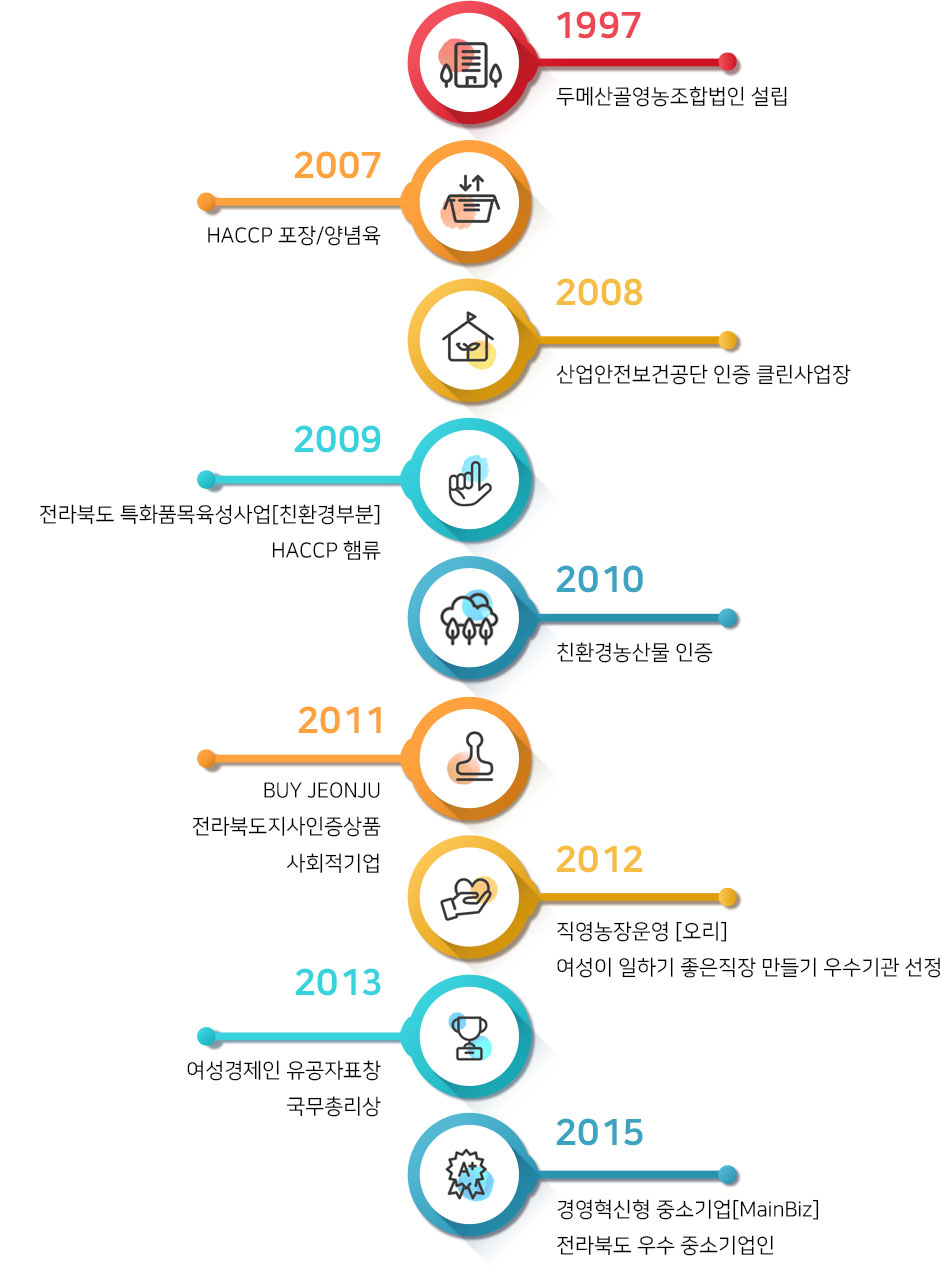 1997
두메산골영농조합법인 설립
2007
HACCP 포장/양념육
2008
산업안전보건공단 인증 클린사업장
2009
전라북도 특화품목육성사업[친환경부분]
HACCP 햄류
2010
친환경농산물 인증
2011
BUY JEONJU
전라북도지사인증상품
사회적기업
2012
직영농장운영 [오리]
여성이 일하기 좋은직장 만들기 우수기관 선정
2013
여성경제인 유공자표창
국무총리상
2015
A+
경영혁신형 중소기업[MainBiz]
전라북도 우수 중소기업인